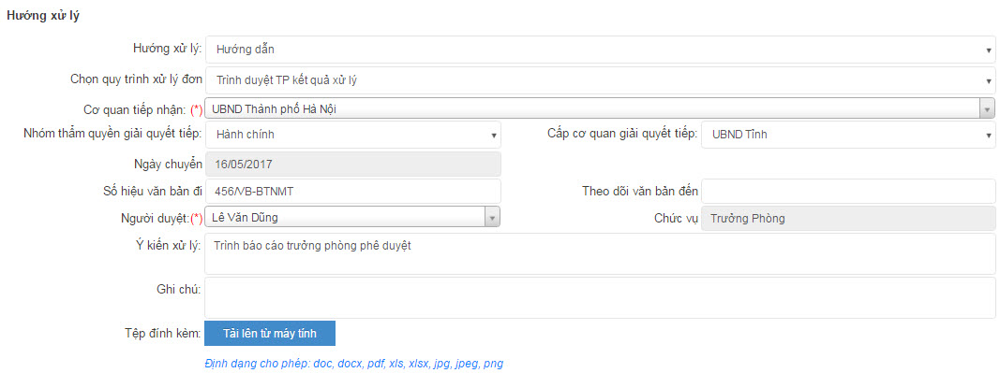 Hướng xử lý
Hướng xử lý: Hướng dẫn
Chọn quy trình xử lý đơn Trình duyệt TP kết quả xử lý
Cơ quan tiếp nhận: (*) UBND Thành phố Hà Nội
Nhóm thẩm quyền giải quyết tiếp: Hành chính Cấp cơ quan giải quyết tiếp: UBND Tỉnh
Ngày chuyển 16/05/2017
Số hiệu văn bản đi 456/VB-BTNMT Theo dõi văn bản đến
Người duyệt:(*) Lê Văn Dũng Chức vụ Trưởng Phòng
Ý kiến xử lý: Trình báo cáo trưởng phòng phê duyệt
Ghi chú:
Tệp đính kèm: Tải lên từ máy tính
Định dạng cho phép: doc, docx, pdf, xls, xlsx, jpg, jpeg, png